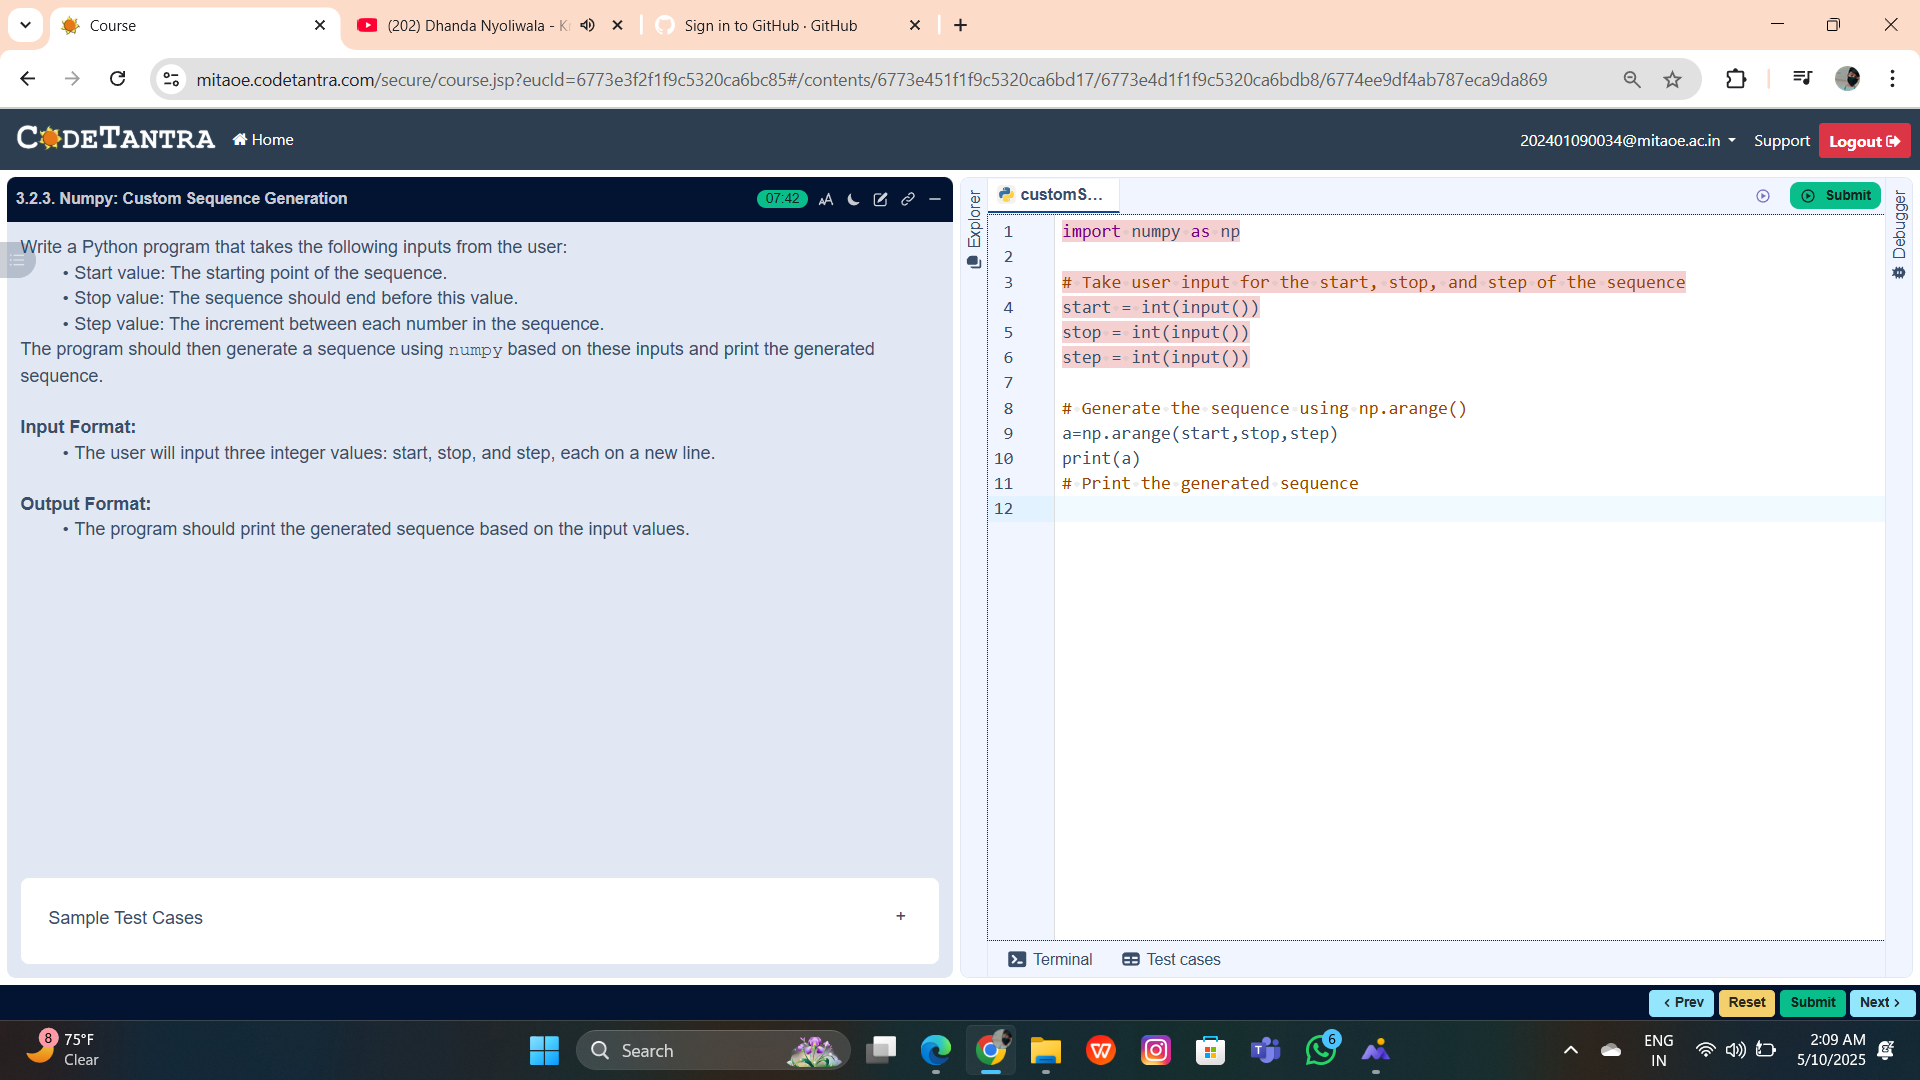 Course
(202) Dhanda Nyoliwala - K
Sign in to GitHub · GitHub
mitaoe.codetantra.com/secure/course.jsp?eucId=6773e3f2f1f9c5320ca6bc85#/contents/6773e451f1f9c5320ca6bd17/6773e4d1f1f9c5320ca6bdb8/6774ee9df4ab787eca9da869
CODETANTRA
Home
202401090034@mitaoe.ac.in
Support
Logout
3.2.3. Numpy: Custom Sequence Generation
07:42
AA
Write a Python program that takes the following inputs from the user:
• Start value: The starting point of the sequence.
• Stop value: The sequence should end before this value.
• Step value: The increment between each number in the sequence.
The program should then generate a sequence using numpy based on these inputs and print the generated
sequence.
Input Format:
• The user will input three integer values: start, stop, and step, each on a new line.
Output Format:
• The program should print the generated sequence based on the input values.
Sample Test Cases
+
Explorer
customS...
Submit
Debugger
1 import numpy as np
2
3 # Take user input for the start, stop, and step of the sequence
4 start = int(input())
5 stop = int(input())
6 step = int(input())
7
8 # Generate the sequence using np.arange()
9 a=np.arange(start,stop,step)
10 print(a)
11 # Print the generated sequence
12
Terminal
Test cases
‹ Prev
Reset
Submit
Next ›
8
75°F
Clear
Search
6
ENG
IN
2:09 AM
5/10/2025